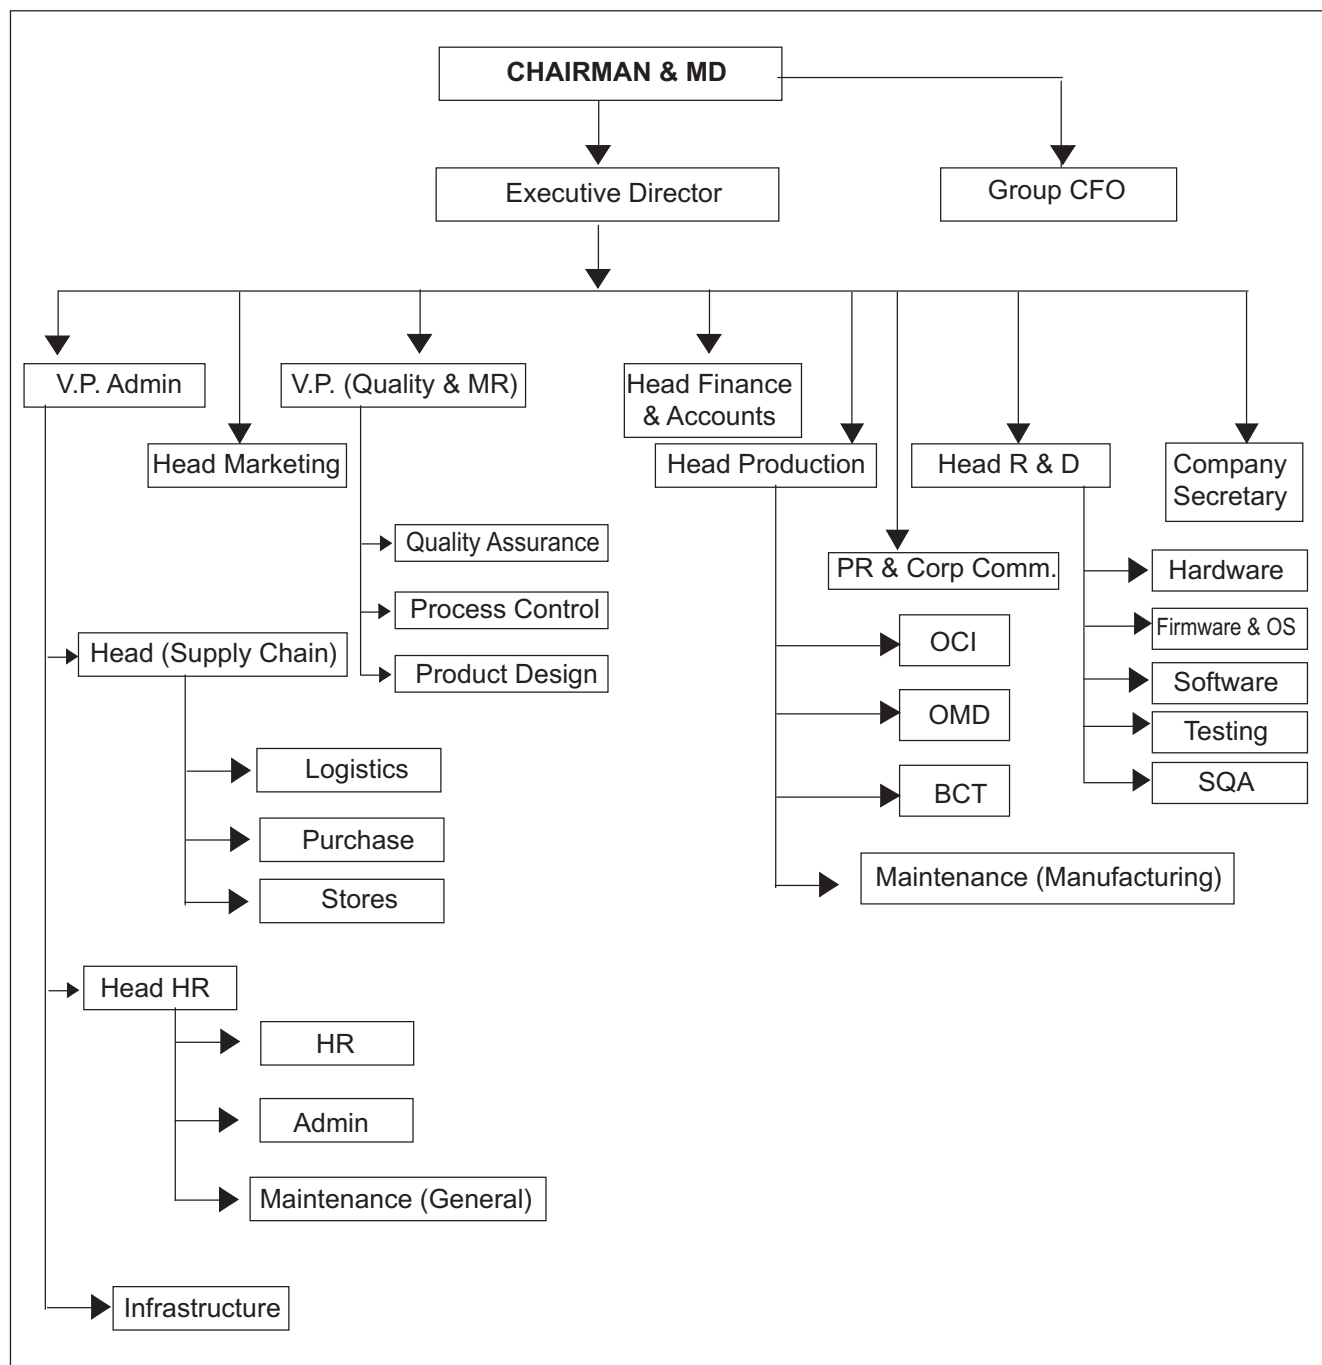 CHAIRMAN & MD
Executive Director
Group CFO
V.P. Admin
V.P. (Quality & MR)
Head Finance
& Accounts
Head Marketing
Head Production
Head R & D
Company
Secretary
Quality Assurance
Process Control
Product Design
PR & Corp Comm.
Hardware
Firmware & OS
Software
Testing
SQA
Head (Supply Chain)
OCI
OMD
BCT
Maintenance (Manufacturing)
Logistics
Purchase
Stores
Head HR
HR
Admin
Maintenance (General)
Infrastructure